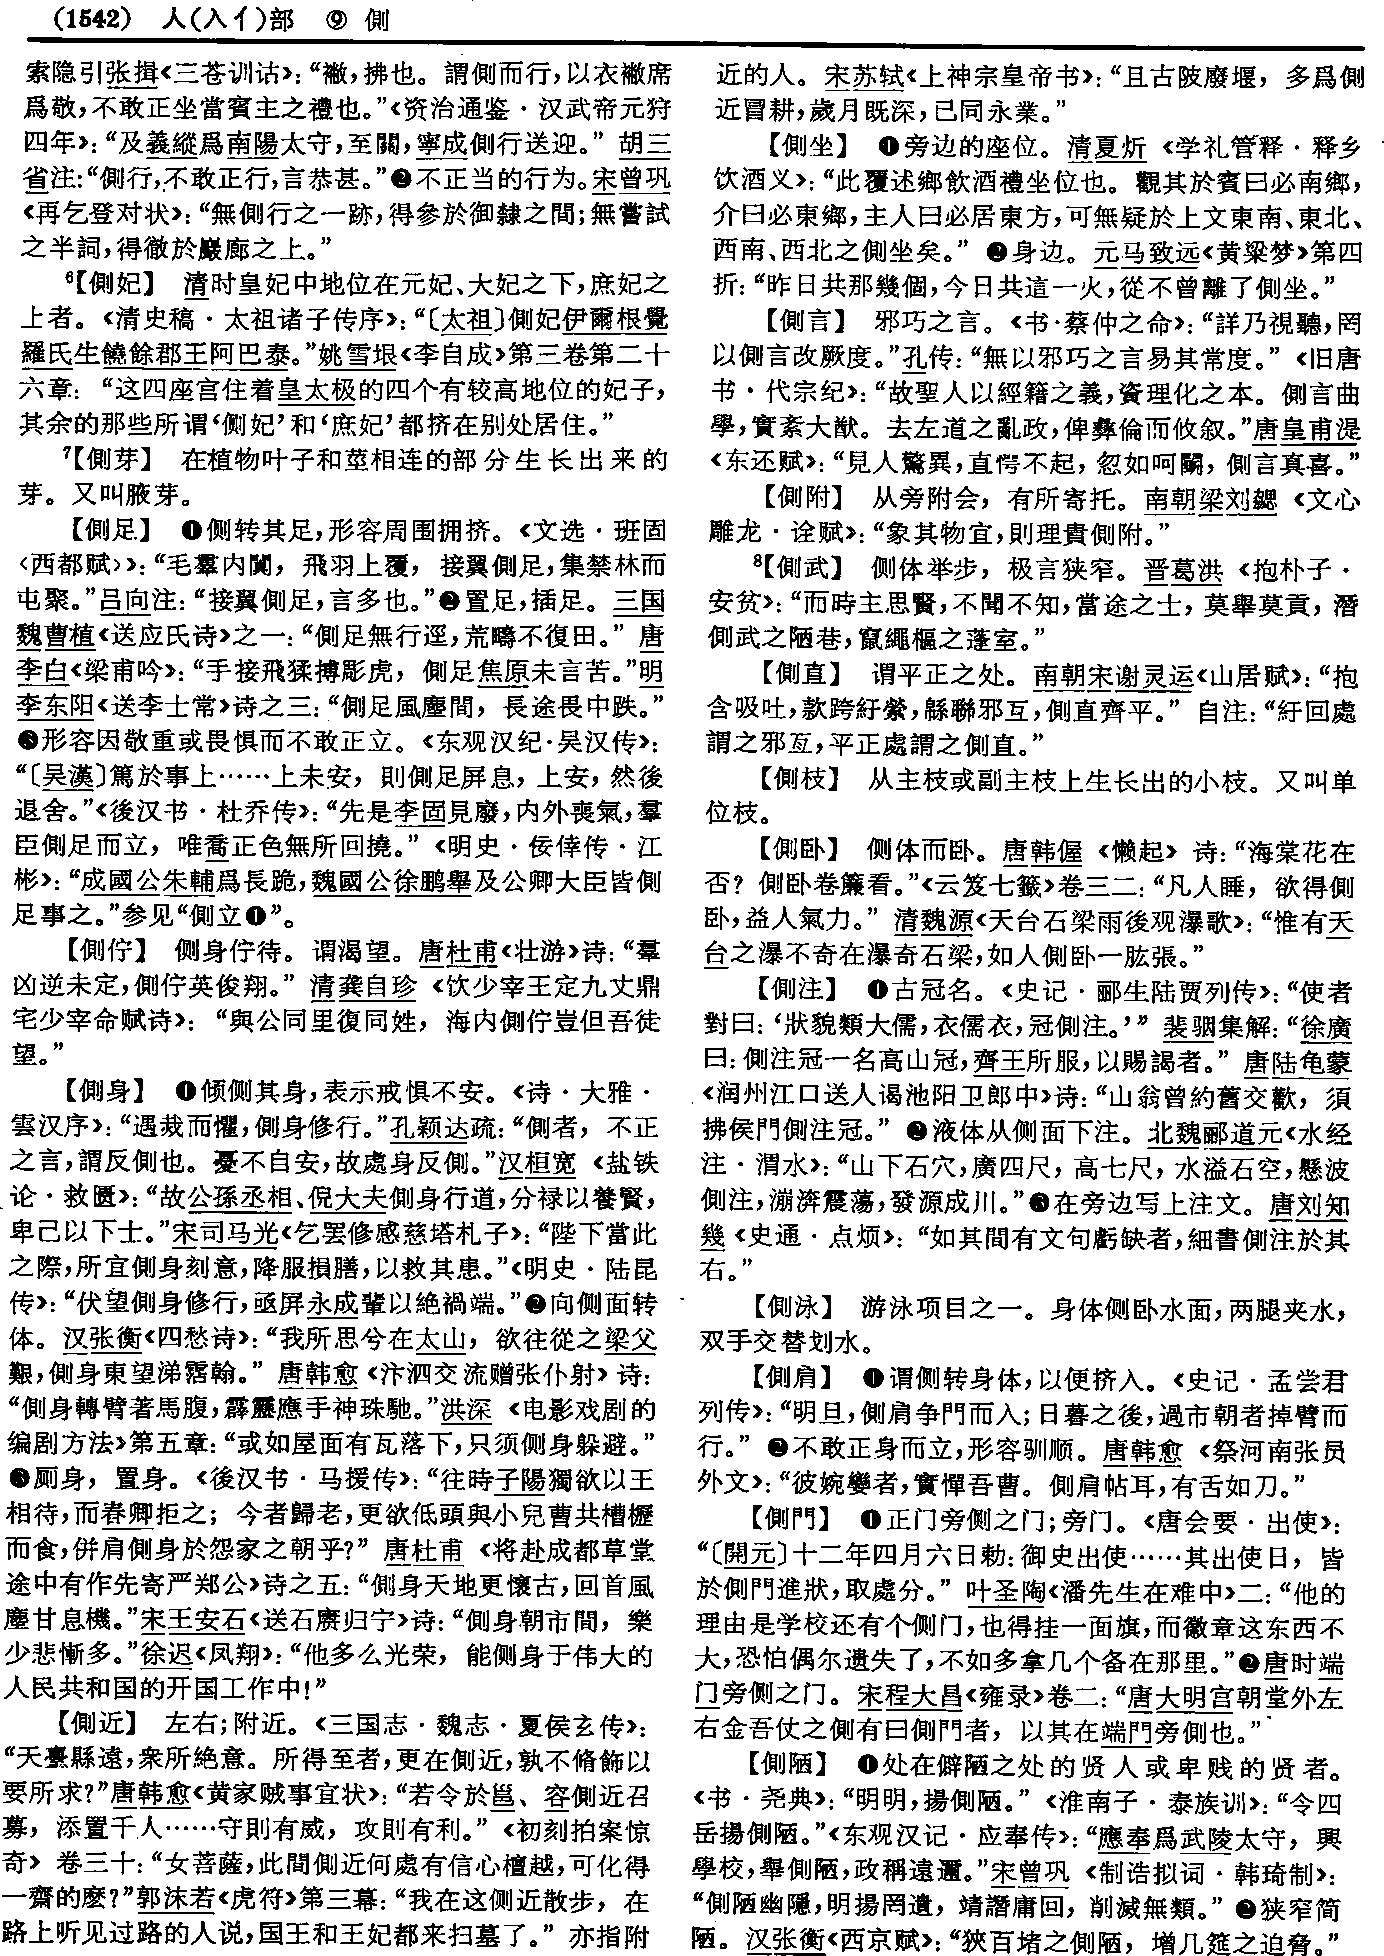 (1542) 人(入亻)部 ⑨ 側
索隐引张揖《三苍训诂》：“襒，拂也。謂側而行，以衣襒席
爲敬，不敢正坐當賓主之禮也。”《资治通鉴·汉武帝元狩
四年》：“及義縱爲南陽太守，至關，寧成側行送迎。” 胡三
省注：“側行，不敢正行，言恭甚。”❷不正当的行为。宋曾巩
《再乞登对状》：“無側行之一跡，得參於御隸之間；無嘗試
之半詞，得徹於巖廊之上。”
⁶【側妃】 清时皇妃中地位在元妃、大妃之下，庶妃之
上者。《清史稿·太祖诸子传序》：“〔太祖〕側妃伊爾根覺
羅氏生饒餘郡王阿巴泰。”姚雪垠《李自成》第三卷第二十
六章：“这四座宫住着皇太极的四个有较高地位的妃子，
其余的那些所谓‘侧妃’和‘庶妃’都挤在别处居住。”
⁷【側芽】 在植物叶子和茎相连的部分生长出来的
芽。又叫腋芽。
【側足】 ❶侧转其足，形容周围拥挤。《文选·班固
〈西都赋〉》：“毛羣内闐，飛羽上覆，接翼側足，集禁林而
屯聚。”吕向注：“接翼側足，言多也。”❷置足，插足。三国
魏曹植《送应氏诗》之一：“側足無行逕，荒疇不復田。” 唐
李白《梁甫吟》：“手接飛猱搏彫虎，側足焦原未言苦。”明
李东阳《送李士常》诗之三：“側足風塵間，長途畏中跌。”
❸形容因敬重或畏惧而不敢正立。《东观汉纪·吴汉传》：
“〔吴漢〕篤於事上……上未安，則側足屏息，上安，然後
退舍。”《後汉书·杜乔传》：“先是李固見廢，内外喪氣，羣
臣側足而立，唯喬正色無所回撓。”《明史·佞倖传·江
彬》：“成國公朱輔爲長跪，魏國公徐鹏舉及公卿大臣皆側
足事之。”参见“側立❶”。
【側佇】 侧身佇待。谓渴望。唐杜甫《壮游》诗：“羣
凶逆未定，側佇英俊翔。” 清龚自珍《饮少宰王定九丈鼎
宅少宰命赋诗》：“與公同里復同姓，海内側佇豈但吾徒
望。”
【側身】 ❶倾侧其身，表示戒惧不安。《诗·大雅·
雲汉序》：“遇烖而懼，側身修行。”孔颖达疏：“側者，不正
之言，謂反側也。憂不自安，故處身反側。”汉桓宽《盐铁
论·救匮》：“故公孫丞相、倪大夫側身行道，分禄以養賢，
卑己以下士。”宋司马光《乞罢修感慈塔札子》：“陛下當此
之際，所宜側身刻意，降服損膳，以救其患。”《明史·陆昆
传》：“伏望側身修行，亟屏永成輩以絶禍端。”❷向侧面转
体。汉张衡《四愁诗》：“我所思兮在太山，欲往從之梁父
艱，側身東望涕霑翰。” 唐韩愈《汴泗交流赠张仆射》诗：
“側身轉臂著馬腹，霹靂應手神珠馳。”洪深《电影戏剧的
编剧方法》第五章：“或如屋面有瓦落下，只须侧身躲避。”
❸厕身，置身。《後汉书·马援传》：“往時子陽獨欲以王
相待，而春卿拒之；今者歸老，更欲低頭與小兒曹共槽櫪
而食，併肩側身於怨家之朝乎？” 唐杜甫《将赴成都草堂
途中有作先寄严郑公》诗之五：“側身天地更懷古，回首風
塵甘息機。”宋王安石《送石赓归宁》诗：“側身朝市間，樂
少悲慚多。”徐迟《凤翔》：“他多么光荣，能侧身于伟大的
人民共和国的开国工作中！”
【側近】 左右；附近。《三国志·魏志·夏侯玄传》：
“天臺縣遠，衆所絶意。所得至者，更在側近，孰不脩飾以
要所求？”唐韩愈《黄家贼事宜状》：“若令於邕、容側近召
募，添置千人……守則有威，攻則有利。”《初刻拍案惊
奇》卷三十：“女菩薩，此間側近何處有信心檀越，可化得
一齋的麽？”郭沫若《虎符》第三幕：“我在这侧近散步，在
路上听见过路的人说，国王和王妃都来扫墓了。” 亦指附
近的人。宋苏轼《上神宗皇帝书》：“且古陂廢堰，多爲側
近冒耕，歲月既深，已同永業。”
【側坐】 ❶旁边的座位。清夏炘《学礼管释·释乡
饮酒义》：“此覆述鄉飲酒禮坐位也。觀其於賓曰必南鄉，
介曰必東鄉，主人曰必居東方，可無疑於上文東南、東北、
西南、西北之側坐矣。” ❷身边。元马致远《黄粱梦》第四
折：“昨日共那幾個，今日共這一火，從不曾離了側坐。”
【側言】 邪巧之言。《书·蔡仲之命》：“詳乃視聽，罔
以側言改厥度。”孔传：“無以邪巧之言易其常度。”《旧唐
书·代宗纪》：“故聖人以經籍之義，資理化之本。側言曲
學，實紊大猷。去左道之亂政，俾彝倫而攸叙。”唐皇甫湜
《东还赋》：“見人驚異，直愕不起，忽如呵關，側言真喜。”
【側附】 从旁附会，有所寄托。南朝梁刘勰《文心
雕龙·诠赋》：“象其物宜，則理貴側附。”
⁸【側武】 侧体举步，极言狭窄。晋葛洪《抱朴子·
安贫》：“而時主思賢，不聞不知，當途之士，莫舉莫貢，潛
側武之陋巷，竄繩樞之蓬室。”
【側直】 谓平正之处。南朝宋谢灵运《山居赋》：“抱
含吸吐，款跨紆縈，緜聯邪互，側直齊平。” 自注：“紆回處
謂之邪亙，平正處謂之側直。”
【側枝】 从主枝或副主枝上生长出的小枝。又叫单
位枝。
【側卧】 侧体而卧。唐韩偓《懒起》诗：“海棠花在
否？側卧卷簾看。”《云笈七籤》卷三二：“凡人睡，欲得側
卧，益人氣力。” 清魏源《天台石梁雨後观瀑歌》：“惟有天
台之瀑不奇在瀑奇石梁，如人側卧一肱張。”
【側注】 ❶古冠名。《史记·郦生陆贾列传》：“使者
對曰：‘狀貌類大儒，衣儒衣，冠側注。’” 裴骃集解：“徐廣
曰：側注冠一名高山冠，齊王所服，以賜謁者。” 唐陆龟蒙
《润州江口送人谒池阳卫郎中》诗：“山翁曾約舊交歡，須
拂侯門側注冠。” ❷液体从侧面下注。北魏郦道元《水经
注·渭水》：“山下石穴，廣四尺，高七尺，水溢石空，懸波
側注，漰渀震蕩，發源成川。”❸在旁边写上注文。唐刘知
幾《史通·点烦》：“如其間有文句虧缺者，細書側注於其
右。”
【側泳】 游泳项目之一。身体侧卧水面，两腿夹水，
双手交替划水。
【側肩】 ❶谓侧转身体，以便挤入。《史记·孟尝君
列传》：“明旦，側肩争門而入；日暮之後，過市朝者掉臂而
行。” ❷不敢正身而立，形容驯顺。唐韩愈《祭河南张员
外文》：“彼婉孌者，實憚吾曹。側肩帖耳，有舌如刀。”
【側門】 ❶正门旁侧之门；旁门。《唐会要·出使》：
“〔開元〕十二年四月六日勅：御史出使……其出使日，皆
於側門進狀，取處分。” 叶圣陶《潘先生在难中》二：“他的
理由是学校还有个侧门，也得挂一面旗，而徽章这东西不
大，恐怕偶尔遗失了，不如多拿几个备在那里。”❷唐时端
门旁侧之门。宋程大昌《雍录》卷二：“唐大明宫朝堂外左
右金吾仗之側有曰側門者，以其在端門旁側也。”
【側陋】 ❶处在僻陋之处的贤人或卑贱的贤者。
《书·尧典》：“明明，揚側陋。”《淮南子·泰族训》：“令四
岳揚側陋。”《东观汉记·应奉传》：“應奉爲武陵太守，興
學校，舉側陋，政稱遠邇。”宋曾巩《制诰拟词·韩琦制》：
“側陋幽隱，明揚罔遺，靖譖庸回，削滅無類。” ❷狭窄简
陋。汉张衡《西京赋》：“狹百堵之側陋，增几筵之迫脅。”